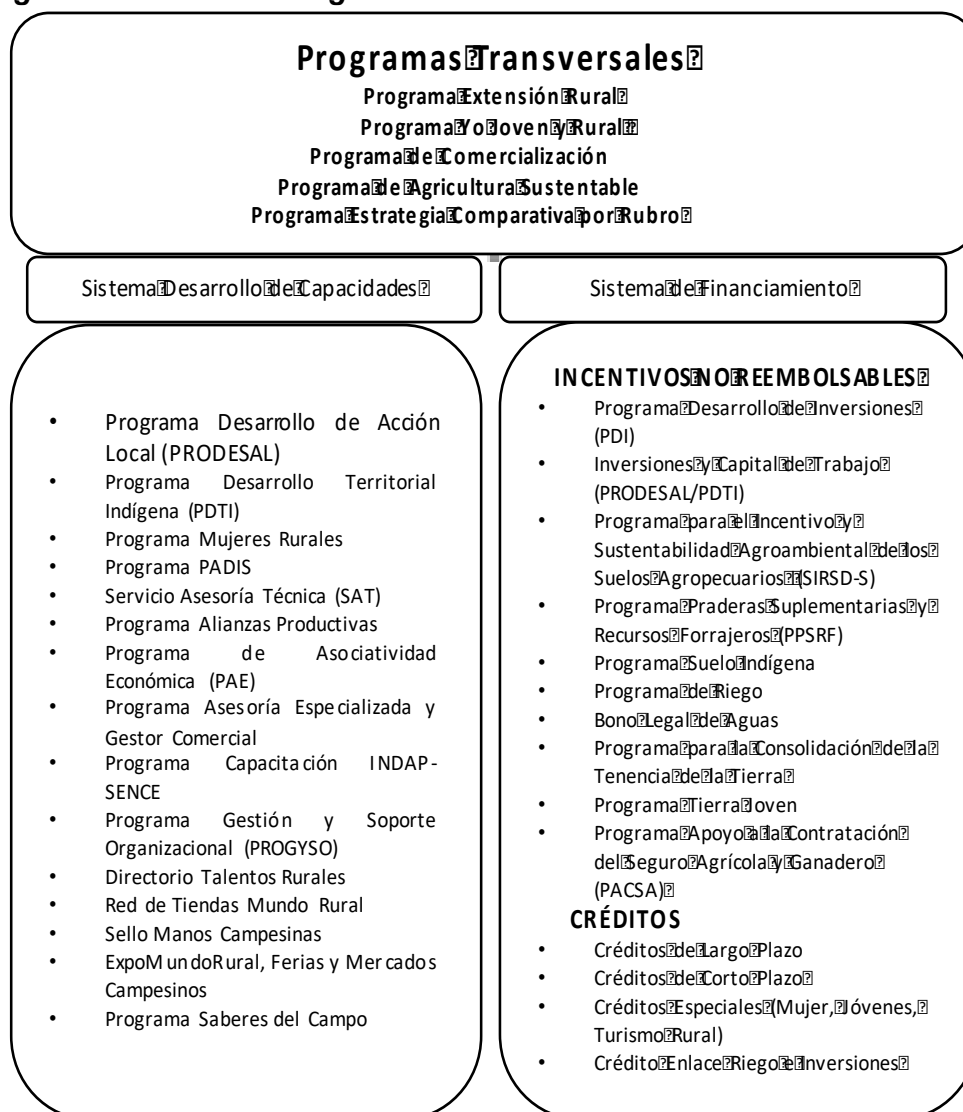 Programas Transversales
Programa Extensión Rural
Programa Yo Joven y Rural
Programa de Comercialización
Programa de Agricultura Sustentable
Programa Estrategia Comparativa por Rubro
Sistema Desarrollo de Capacidades
• Programa Desarrollo de Acción
Local (PRODESAL)
• Programa Desarrollo Territorial
Indígena (PDTI)
• Programa Mujeres Rurales
• Programa PADIS
• Servicio Asesoría Técnica (SAT)
• Programa Alianzas Productivas
• Programa de Asociatividad
Económica (PAE)
• Programa Asesoría Especializada y
Gestor Comercial
• Programa Capacitación INDAP-
SENCE
• Programa Gestión y Soporte
Organizacional (PROGYSO)
• Directorio Talentos Rurales
• Red de Tiendas Mundo Rural
• Sello Manos Campesinas
• ExpoMundoRural, Ferias y Mercados
Campesinos
• Programa Saberes del Campo
Sistema de Financiamiento
INCENTIVOS NO REEMBOLSABLES
• Programa Desarrollo de Inversiones
(PDI)
• Inversiones y Capital de Trabajo
(PRODESAL/PDTI)
• Programa para el Incentivo y
Sustentabilidad Agroambiental de los
Suelos Agropecuarios (SIRSD-S)
• Programa Praderas Suplementarias y
Recursos Forrajeros (PPSRF)
• Programa Suelo Indígena
• Programa de Riego
• Bono Legal de Aguas
• Programa para la Consolidación de la
Tenencia de la Tierra
• Programa Tierra Joven
• Programa Apoyo a la Contratación
del Seguro Agrícola y Ganadero
(PACSA)
CRÉDITOS
• Créditos de Largo Plazo
• Créditos de Corto Plazo
• Créditos Especiales (Mujer, Jóvenes,
Turismo Rural)
• Crédito Enlace Riego e Inversiones